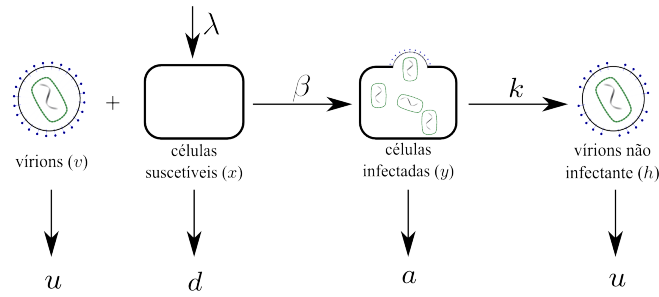 λ
β
k
+
vírions (v)
células
suscetíveis (x)
células
infectadas (y)
vírions não
infectante (h)
u
d
a
u